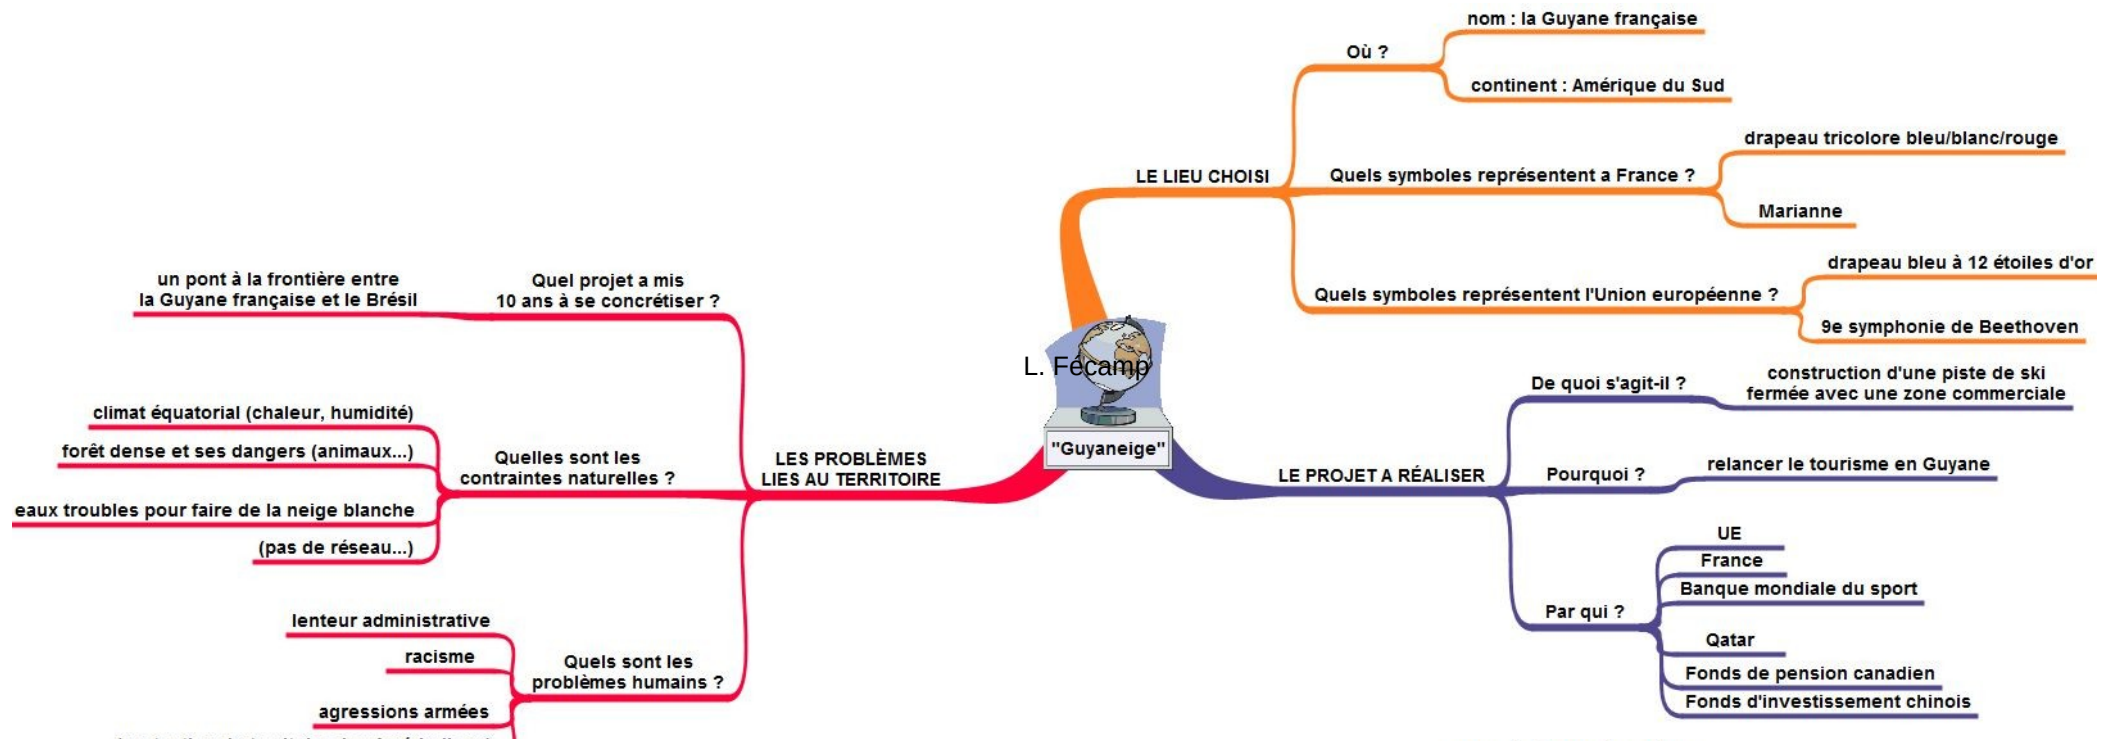 nom : la Guyane française
Où ?
continent : Amérique du Sud
drapeau tricolore bleu/blanc/rouge
LE LIEU CHOISI
Quels symboles représentent a France ?
Marianne
drapeau bleu à 12 étoiles d'or
Quels symboles représentent l'Union européenne ?
9e symphonie de Beethoven
L. Fécamp
"Guyaneige"
construction d'une piste de ski
fermée avec une zone commerciale
De quoi s'agit-il ?
LE PROJET A RÉALISER
Pourquoi ?
relancer le tourisme en Guyane
Par qui ?
UE
France
Banque mondiale du sport
Qatar
Fonds de pension canadien
Fonds d'investissement chinois
LES PROBLÈMES
LIES AU TERRITOIRE
Quel projet a mis
10 ans à se concrétiser ?
un pont à la frontière entre
la Guyane française et le Brésil
Quelles sont les
contraintes naturelles ?
climat équatorial (chaleur, humidité)
forêt dense et ses dangers (animaux...)
eaux troubles pour faire de la neige blanche
(pas de réseau...)
Quels sont les
problèmes humains ?
lenteur administrative
racisme
agressions armées